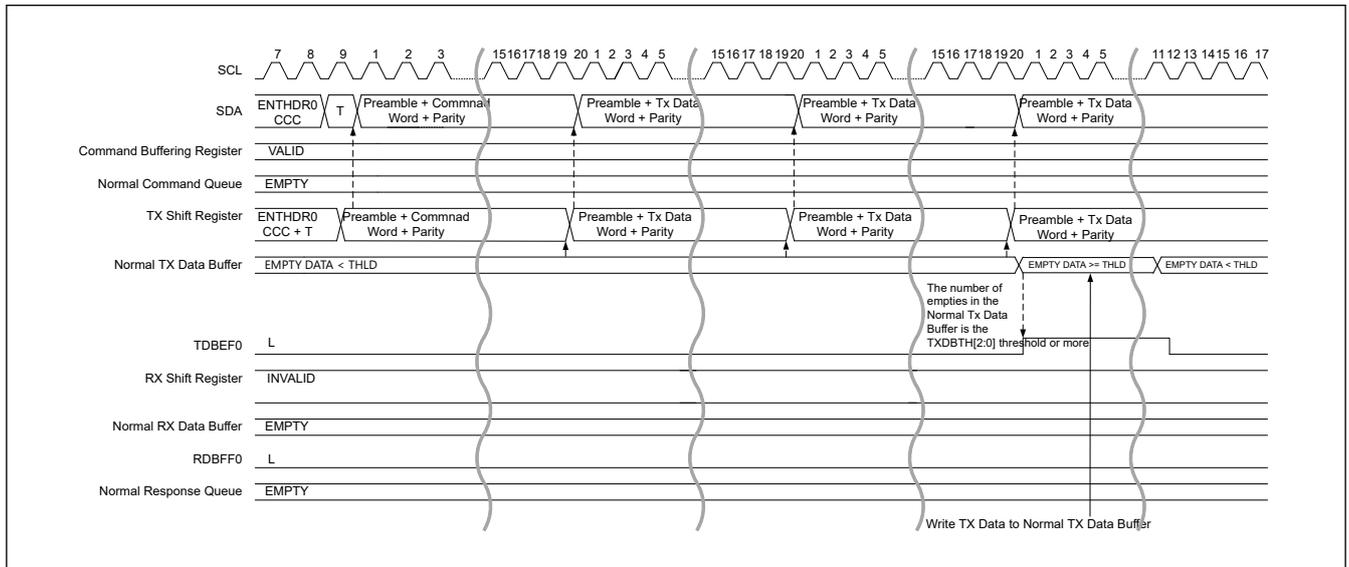 7 8 9 1 2 3 15 16 17 18 19 20 1 2 3 4 5 15 16 17 18 19 20 1 2 3 4 5 15 16 17 18 19 20 1 2 3 4 5 11 12 13 14 15 16 17
SCL
SDA
ENTHDR0
CCC
T
Preamble + Commnad
Word + Parity
Preamble + Tx Data
Word + Parity
Preamble + Tx Data
Word + Parity
Preamble + Tx Data
Word + Parity
Command Buffering Register
VALID
Normal Command Queue
EMPTY
TX Shift Register
ENTHDR0
CCC + T
Preamble + Commnad
Word + Parity
Preamble + Tx Data
Word + Parity
Preamble + Tx Data
Word + Parity
Preamble + Tx Data
Word + Parity
Normal TX Data Buffer
EMPTY DATA < THLD
EMPTY DATA >= THLD
EMPTY DATA < THLD
The number of
empties in the
Normal Tx Data
Buffer is the
TXDBTH[2:0] threshold or more
TDBEF0
L
RX Shift Register
INVALID
Normal RX Data Buffer
EMPTY
RDBFF0
L
Normal Response Queue
EMPTY
Write TX Data to Normal TX Data Buffer